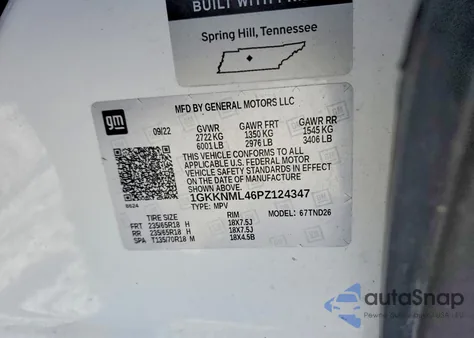 BUILT WITH PRIDE
Spring Hill, Tennessee
MFD BY GENERAL MOTORS LLC
gm
09/22 GVWR GAWR FRT GAWR RR
2722 KG 1350 KG 1545 KG
6001 LB 2976 LB 3406 LB
THIS VEHICLE CONFORMS TO ALL
APPLICABLE U.S. FEDERAL MOTOR
VEHICLE SAFETY STANDARDS IN
EFFECT ON THE DATE OF
MANUFACTURE SHOWN ABOVE.
1GKKNML46PZ124347
TYPE: MPV
TIRE SIZE RIM MODEL: 67TND26
FRT 235/65R18 H 18X7.5J
RR 235/65R18 H 18X7.5J
SPA T135/70R18 M 18X4.5B
autoSnap